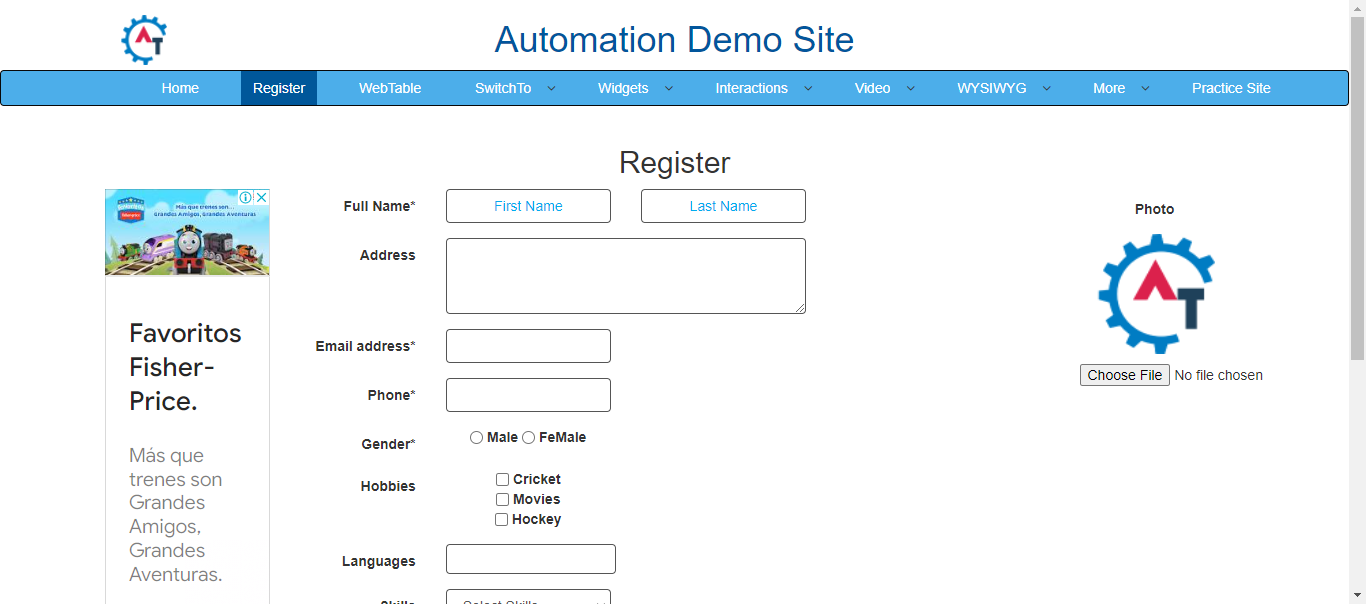 AT
Automation Demo Site
Home
Register
WebTable
SwitchTo
Widgets
Interactions
Video
WYSIWYG
More
Practice Site
Register
Más que trenes son...
Grandes Amigos, Grandes Aventuras
Favoritos
Fisher-
Price.
Más que
trenes son
Grandes
Amigos,
Grandes
Aventuras.
Full Name*
First Name
Last Name
Address
Email address*
Phone*
Gender*
Male
FeMale
Hobbies
Cricket
Movies
Hockey
Languages
Skills
Select Skills
Photo
AT
Choose File
No file chosen